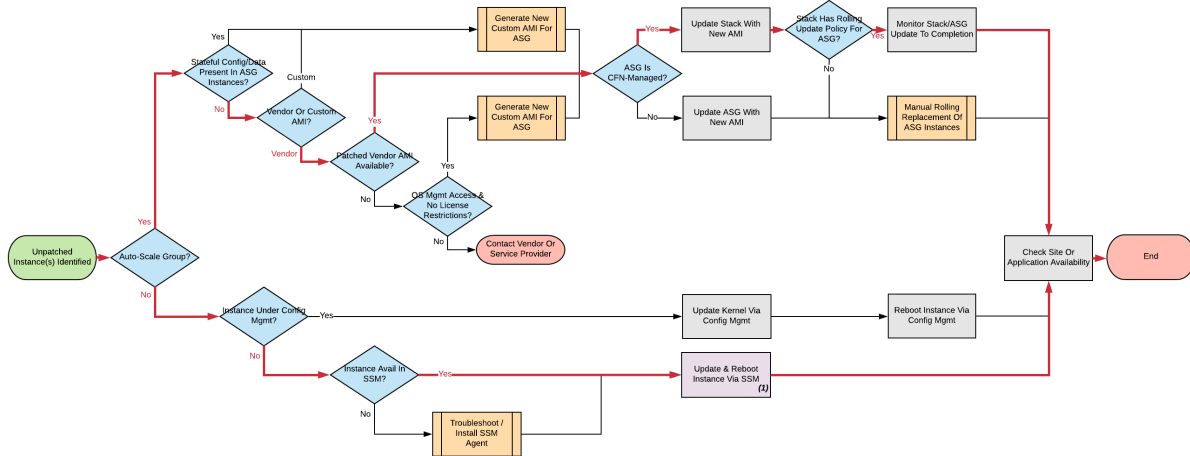 Yes
Stateful Config/Data
Present In ASG
Instances?
No
Custom
Vendor Or Custom
AMI?
Vendor
Generate New
Custom AMI For
ASG
Generate New
Custom AMI For
ASG
Yes
Patched Vendor AMI
Available?
No
Yes
OS Mgmt Access &
No License
Restrictions?
No
Contact Vendor Or
Service Provider
ASG Is
CFN-Managed?
Yes
No
Update Stack With
New AMI
Update ASG With
New AMI
Stack Has Rolling
Update Policy For
ASG?
Yes
No
Monitor Stack/ASG
Update To Completion
Manual Rolling
Replacement Of
ASG Instances
Unpatched
Instance(s) Identified
Yes
Auto-Scale Group?
No
Check Site Or
Application Availability
End
Instance Under Config
Mgmt?
Yes
No
Update Kernel Via
Config Mgmt
Reboot Instance Via
Config Mgmt
Instance Avail In
SSM?
Yes
No
Update & Reboot
Instance Via SSM
(1)
Troubleshoot /
Install SSM
Agent